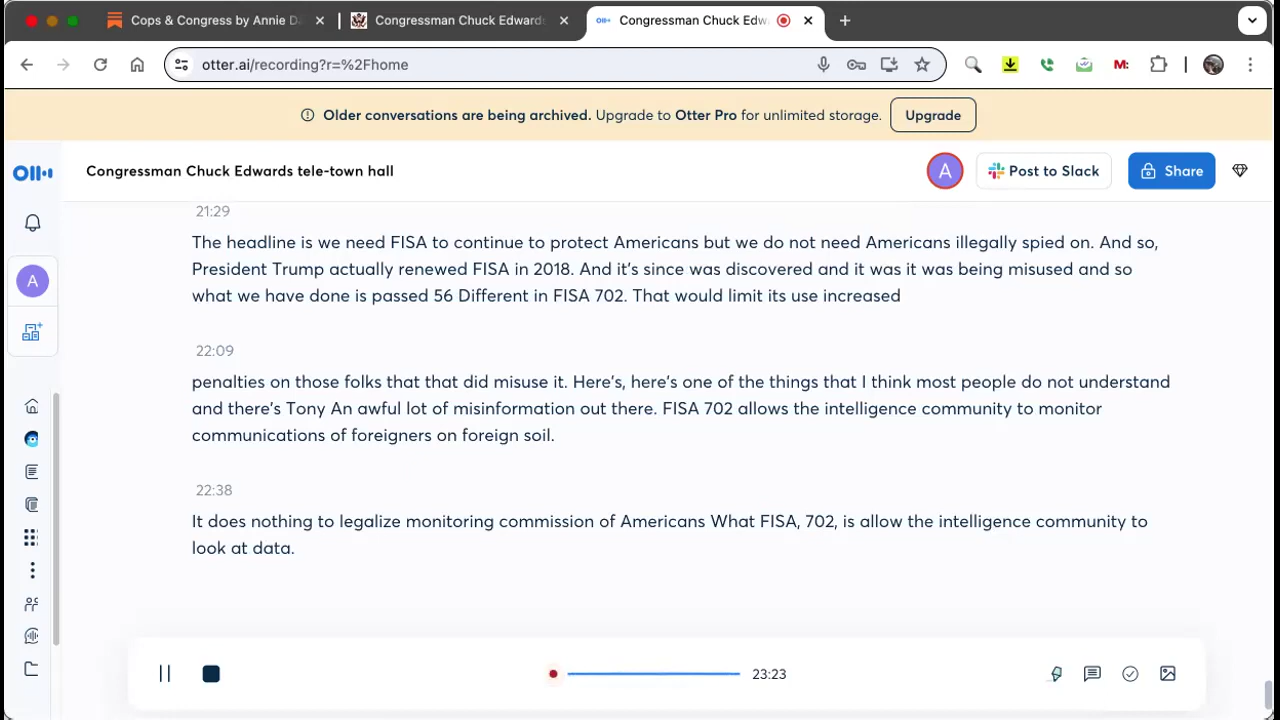 Cops & Congress by Annie D
Congressman Chuck Edwards
Congressman Chuck Edw
otter.ai/recording?r=%2Fhome
M:
Older conversations are being archived. Upgrade to Otter Pro for unlimited storage.
Upgrade
Congressman Chuck Edwards tele-town hall
A
Post to Slack
Share
A
21:29
The headline is we need FISA to continue to protect Americans but we do not need Americans illegally spied on. And so,
President Trump actually renewed FISA in 2018. And it's since was discovered and it was it was being misused and so
what we have done is passed 56 Different in FISA 702. That would limit its use increased
22:09
penalties on those folks that that did misuse it. Here's, here's one of the things that I think most people do not understand
and there's Tony An awful lot of misinformation out there. FISA 702 allows the intelligence community to monitor
communications of foreigners on foreign soil.
22:38
It does nothing to legalize monitoring commission of Americans What FISA, 702, is allow the intelligence community to
look at data.
23:23